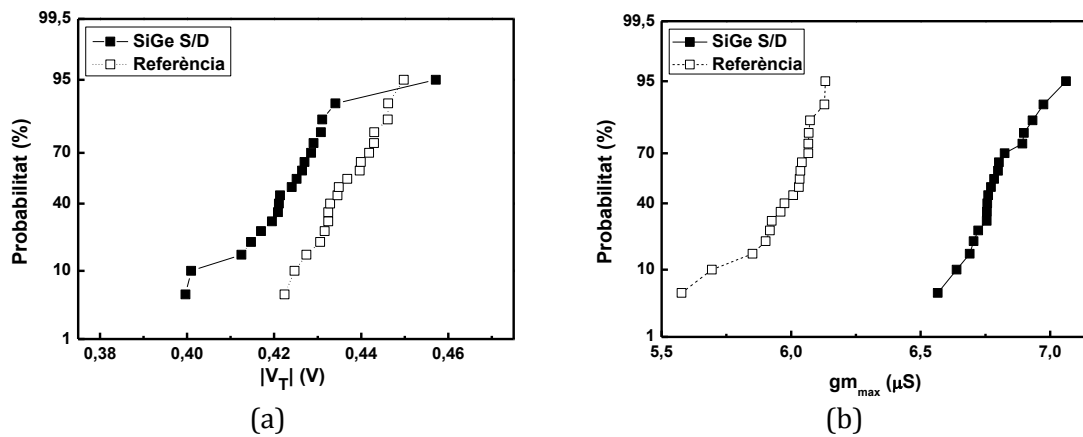 99,5
95
70
40
10
1
Probabilitat (%)
SiGe S/D
Referència
0,38
0,40
0,42
0,44
0,46
|V_T| (V)
(a)
99,5
95
70
40
10
1
Probabilitat (%)
SiGe S/D
Referència
5,5
6,0
6,5
7,0
gm_max (μS)
(b)